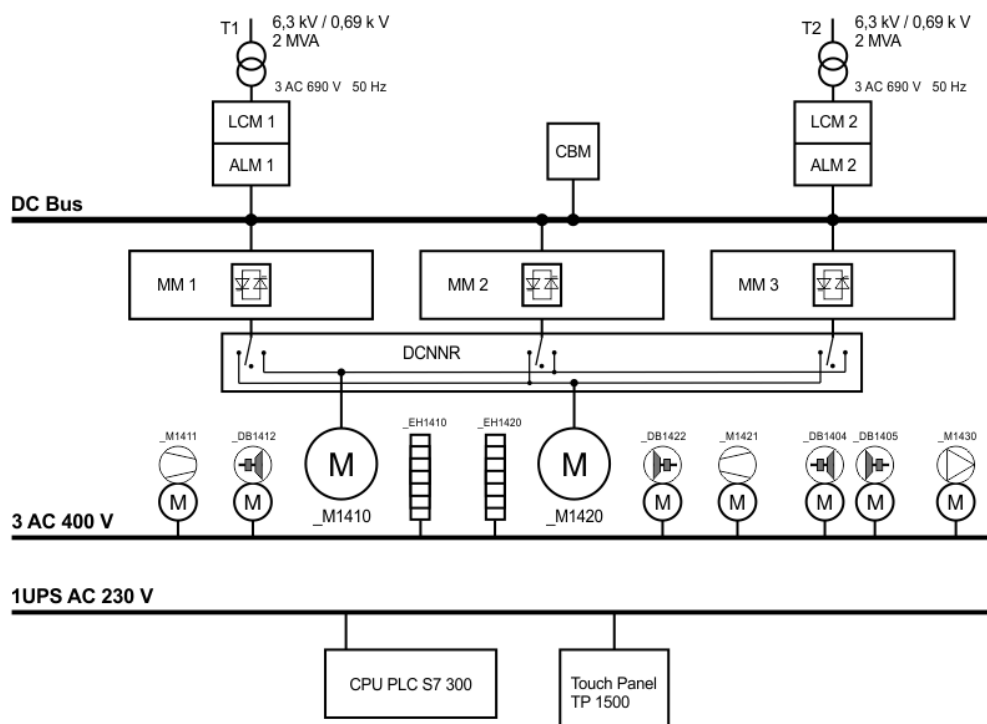 T1
6,3 kV / 0,69 k V
2 MVA
T2
6,3 kV / 0,69 k V
2 MVA
3 AC 690 V 50 Hz
3 AC 690 V 50 Hz
LCM 1
ALM 1
CBM
LCM 2
ALM 2
DC Bus
MM 1
MM 2
MM 3
DCNNR
_M1411
_DB1412
_EH1410
_EH1420
_DB1422
_M1421
_DB1404
_DB1405
_M1430
M
M
M
M
M
M
M
M
M
_M1410
_M1420
3 AC 400 V
1UPS AC 230 V
CPU PLC S7 300
Touch Panel
TP 1500